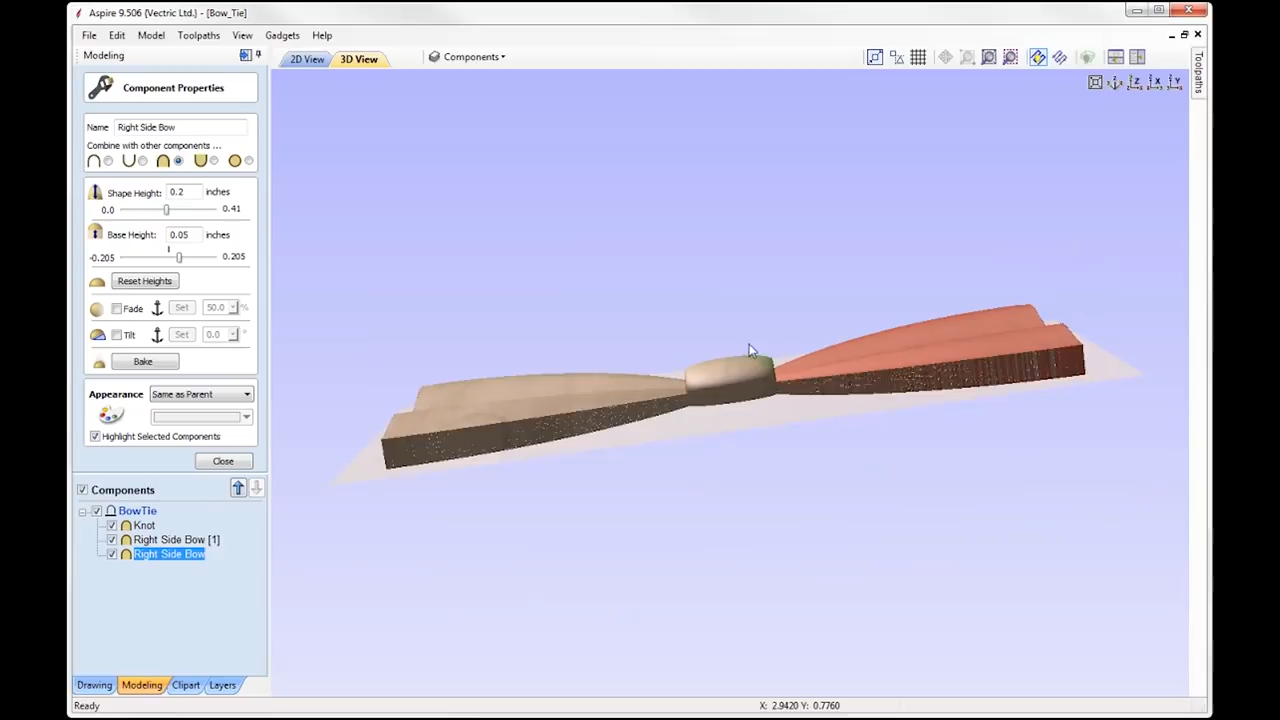 Aspire 9.506 (Vectric Ltd.) - [Bow_Tie]
File Edit Model Toolpaths View Gadgets Help
Modeling
2D View 3D View Components
Toolpaths
Z X Y
Component Properties
Name Right Side Bow
Combine with other components ...
Shape Height: 0.2 inches
0.0 0.41
Base Height: 0.05 inches
-0.205 0.205
Reset Heights
Fade Set 50.0 %
Tilt Set 0.0 °
Bake
Appearance Same as Parent
Highlight Selected Components
Close
Components
BowTie
Knot
Right Side Bow [1]
Right Side Bow
Drawing Modeling Clipart Layers
Ready X: 2.9420 Y: 0.7760